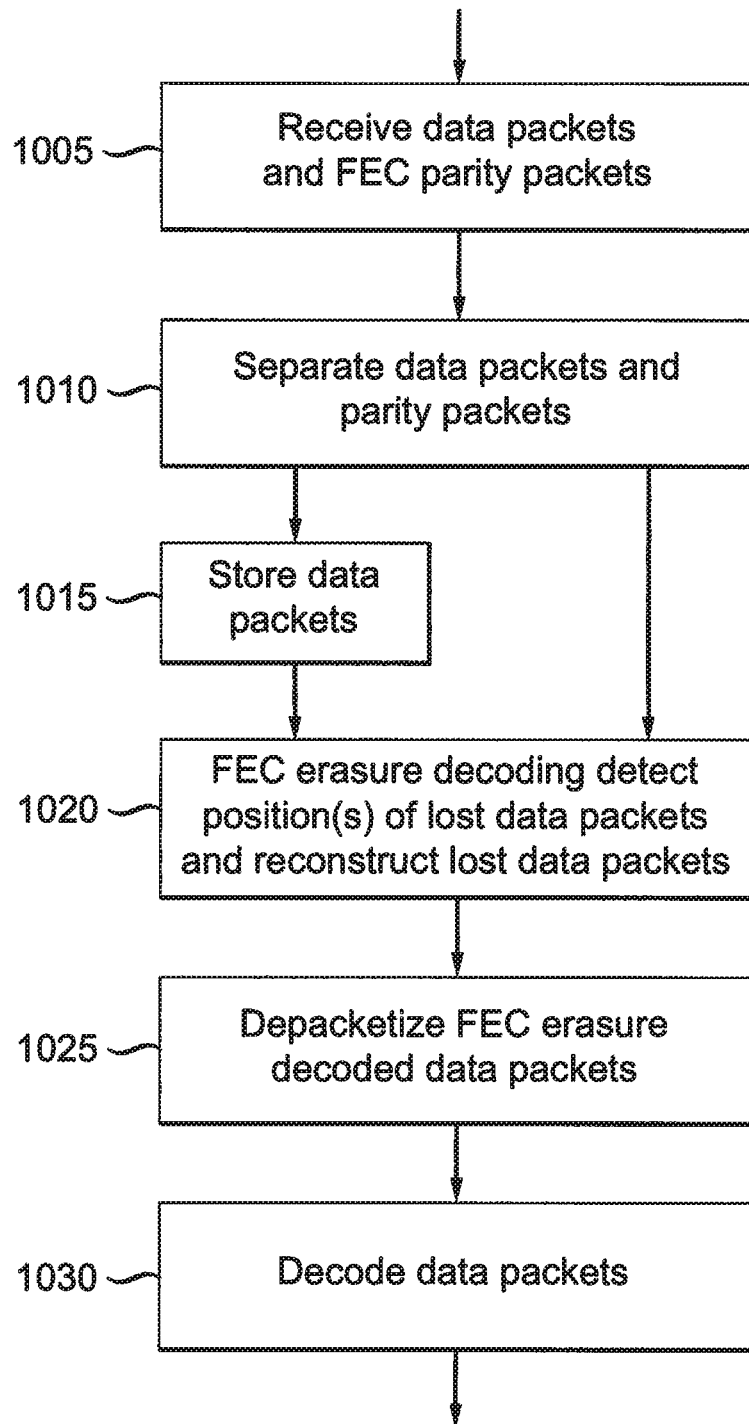 1005
Receive data packets
and FEC parity packets
1010
Separate data packets and
parity packets
1015
Store data
packets
1020
FEC erasure decoding detect
position(s) of lost data packets
and reconstruct lost data packets
1025
Depacketize FEC erasure
decoded data packets
1030
Decode data packets